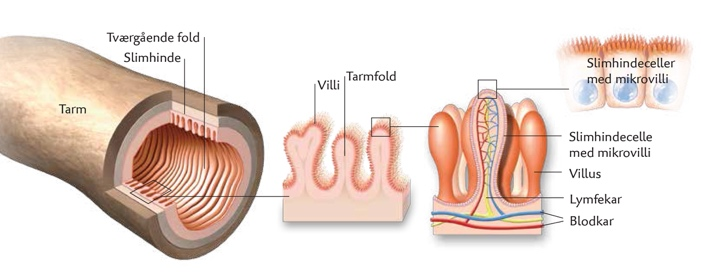 Tværgående fold
Slimhinde
Tarm
Villi
Tarmfold
Slimhindeceller
med mikrovilli
Slimhindecelle
med mikrovilli
Villus
Lymfekar
Blodkar